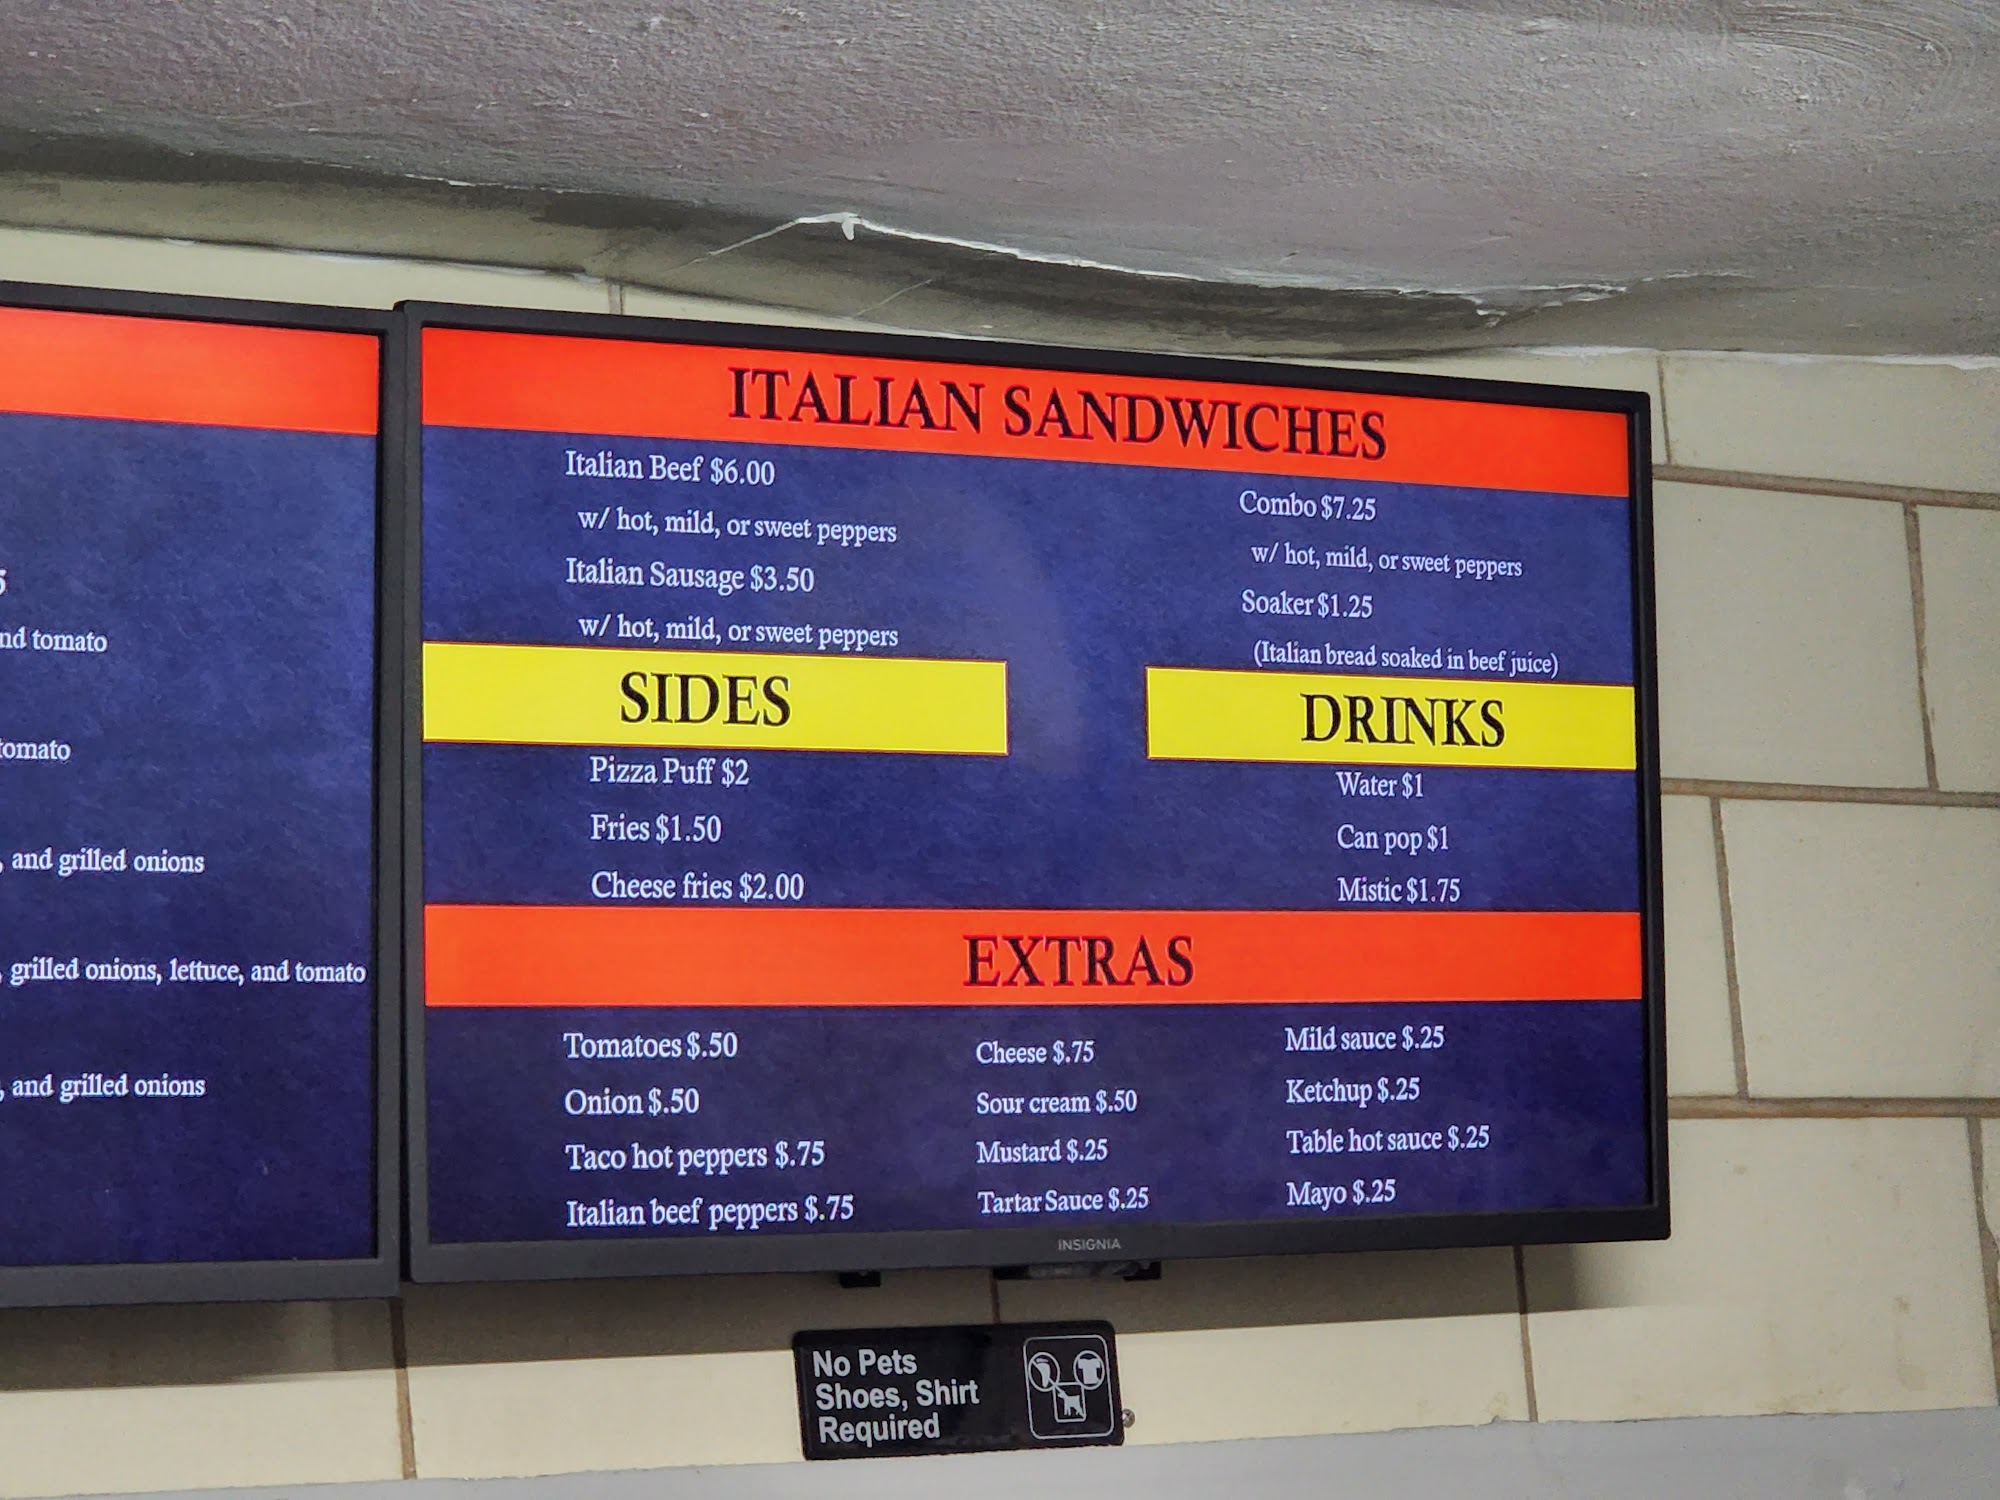 5
nd tomato
tomato
, and grilled onions
, grilled onions, lettuce, and tomato
, and grilled onions
ITALIAN SANDWICHES
Italian Beef $6.00
w/ hot, mild, or sweet peppers
Italian Sausage $3.50
w/ hot, mild, or sweet peppers
Combo $7.25
w/ hot, mild, or sweet peppers
Soaker $1.25
(Italian bread soaked in beef juice)
SIDES
Pizza Puff $2
Fries $1.50
Cheese fries $2.00
DRINKS
Water $1
Can pop $1
Mistic $1.75
EXTRAS
Tomatoes $.50
Onion $.50
Taco hot peppers $.75
Italian beef peppers $.75
Cheese $.75
Sour cream $.50
Mustard $.25
Tartar Sauce $.25
Mild sauce $.25
Ketchup $.25
Table hot sauce $.25
Mayo $.25
INSIGNIA
No Pets
Shoes, Shirt
Required